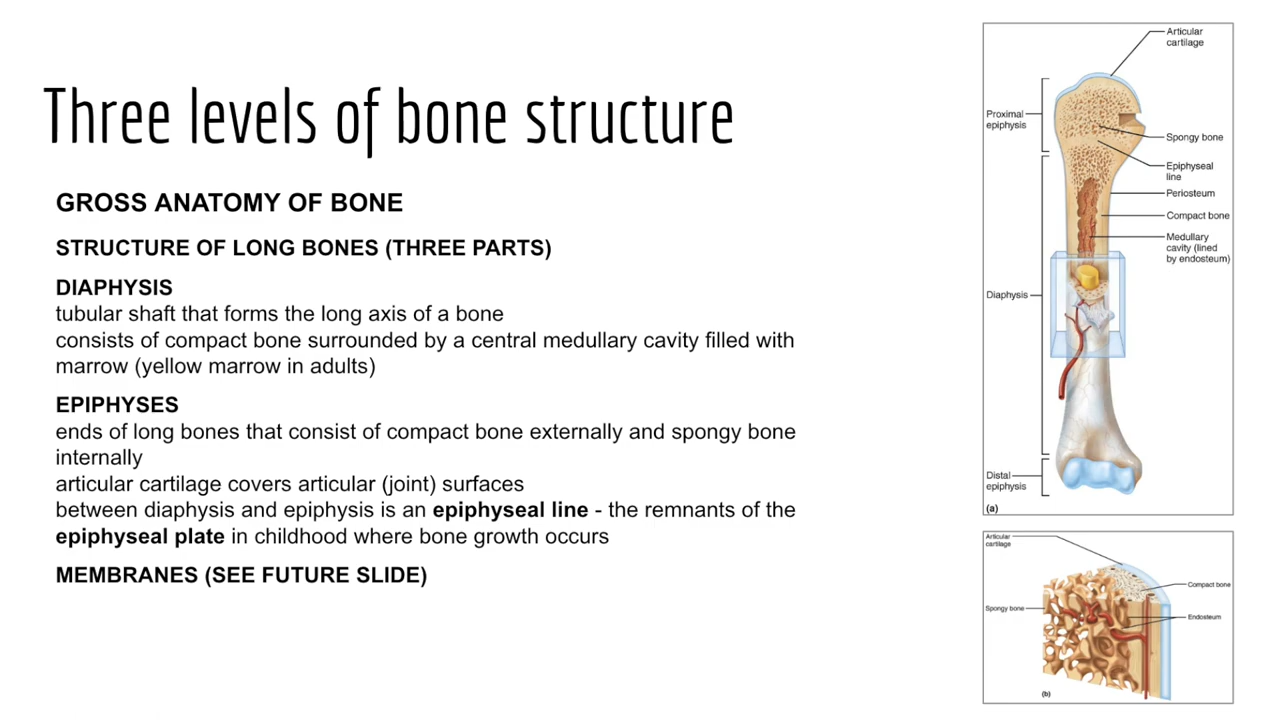 Three levels of bone structure
GROSS ANATOMY OF BONE
STRUCTURE OF LONG BONES (THREE PARTS)
DIAPHYSIS
tubular shaft that forms the long axis of a bone
consists of compact bone surrounded by a central medullary cavity filled with
marrow (yellow marrow in adults)
EPIPHYSES
ends of long bones that consist of compact bone externally and spongy bone
internally
articular cartilage covers articular (joint) surfaces
between diaphysis and epiphysis is an epiphyseal line - the remnants of the
epiphyseal plate in childhood where bone growth occurs
MEMBRANES (SEE FUTURE SLIDE)
Articular
cartilage
Proximal
epiphysis
Spongy bone
Epiphyseal
line
Periosteum
Compact bone
Medullary
cavity (lined
by endosteum)
Diaphysis
Distal
epiphysis
(a)
Articular
cartilage
Compact bone
Spongy bone
Endosteum
(b)